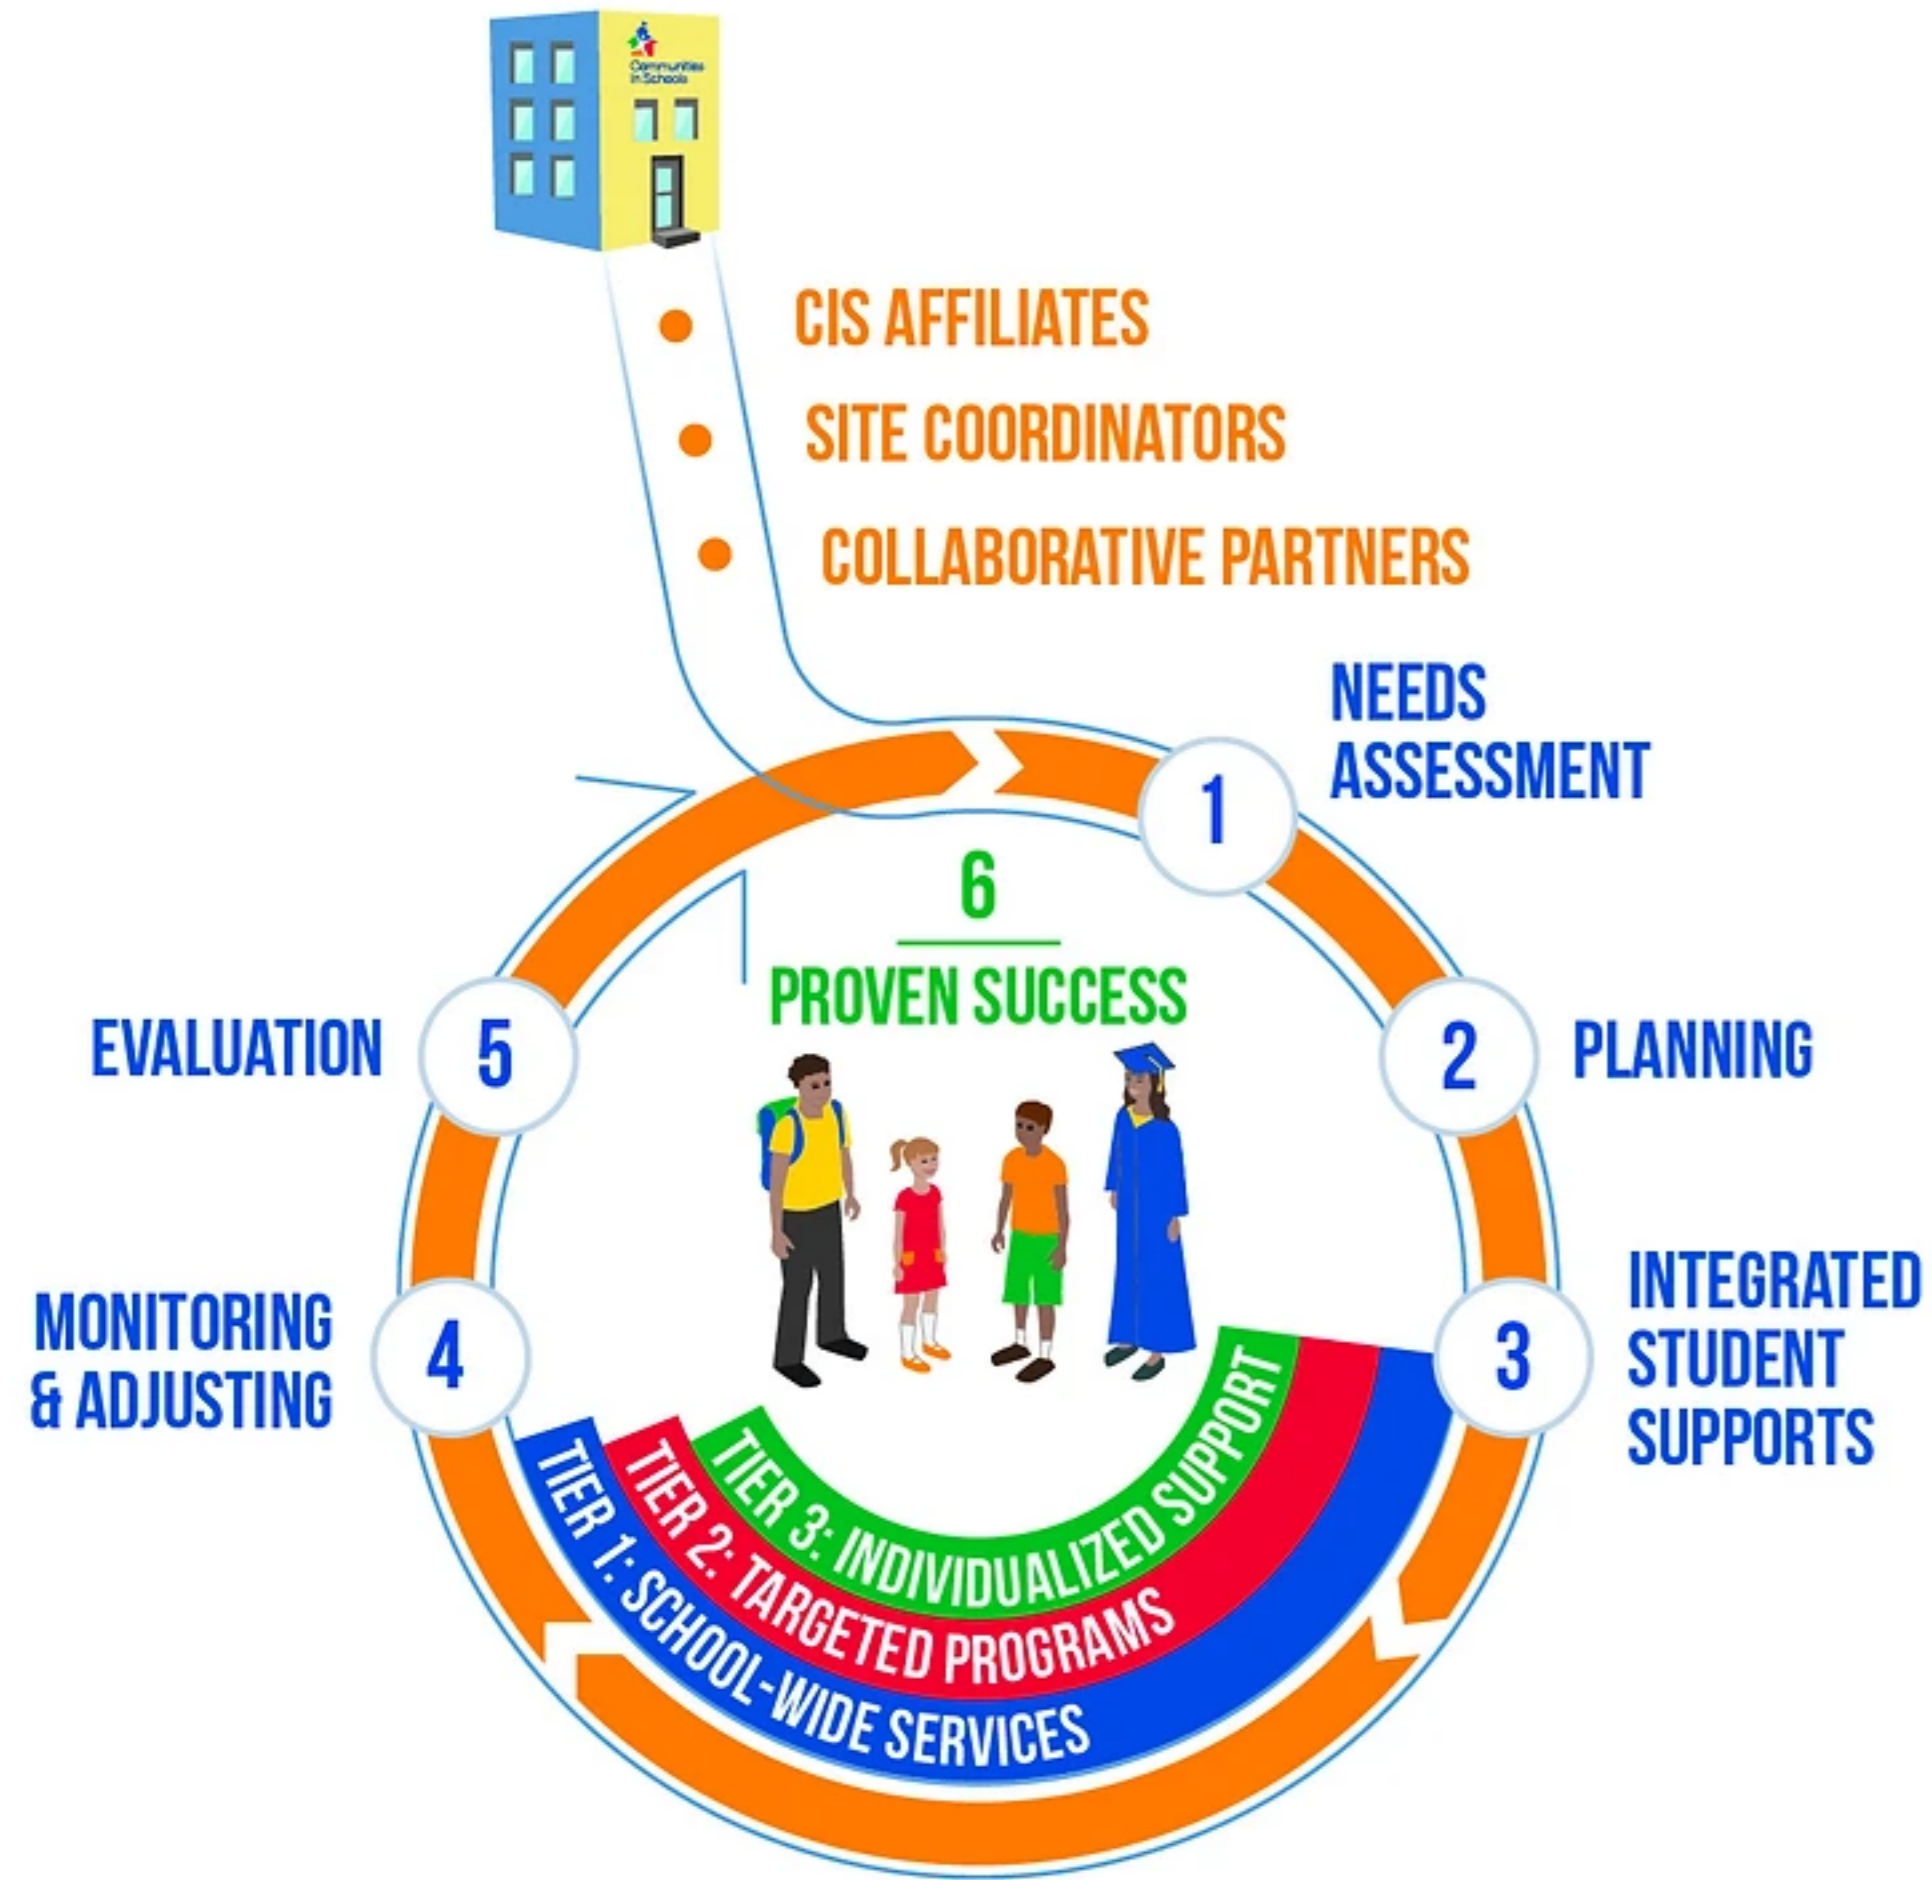 Communities
In Schools
CIS AFFILIATES
SITE COORDINATORS
COLLABORATIVE PARTNERS
NEEDS
ASSESSMENT
1
6
PROVEN SUCCESS
2
PLANNING
5
EVALUATION
3
INTEGRATED
STUDENT
SUPPORTS
4
MONITORING
& ADJUSTING
TIER 3: INDIVIDUALIZED SUPPORT
TIER 2: TARGETED PROGRAMS
TIER 1: SCHOOL-WIDE SERVICES